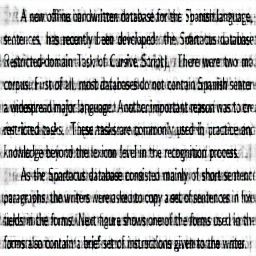 A new offline handwritten database for the Spanish language,
sentences, has recently been developed: the Spartacus database
Restricted-domain Task of Cursive Script). There were two
corpus. First of all, most databases do not contain Spanish
a widespread major language. Another important reason was to
restricted tasks. These tasks are commonly used in practice and
knowledge beyond the lexicon level in the recognition process.
As the Spartacus database consisted mainly of short sentence
paragraphs, the writers were asked to copy a set of sentences in
fields in the forms. Next figure shows one of the forms used in the
forms also contain a brief set of instructions given to the writer.